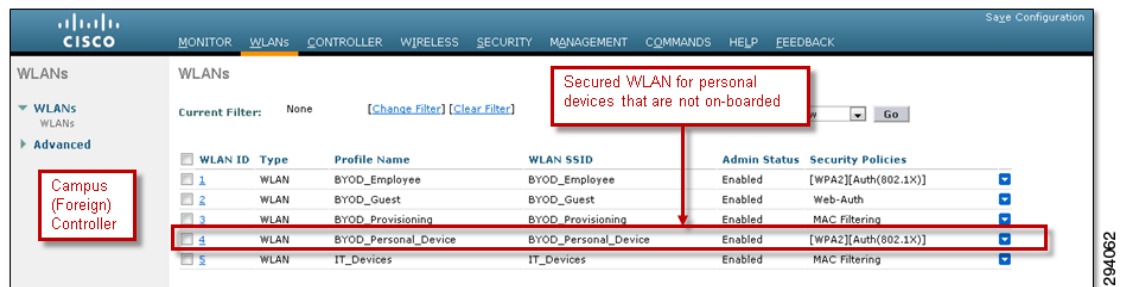 Save Configuration
CISCO
MONITOR WLANs CONTROLLER WIRELESS SECURITY MANAGEMENT COMMANDS HELP FEEDBACK
WLANs
WLANs
WLANs
Advanced
Campus
(Foreign)
Controller
WLANs
Secured WLAN for personal
devices that are not on-boarded
Current Filter: None [Change Filter] [Clear Filter] w Go
WLAN ID Type Profile Name WLAN SSID Admin Status Security Policies
1 WLAN BYOD_Employee BYOD_Employee Enabled [WPA2][Auth(802.1X)]
2 WLAN BYOD_Guest BYOD_Guest Enabled Web-Auth
3 WLAN BYOD_Provisioning BYOD_Provisioning Enabled MAC Filtering
4 WLAN BYOD_Personal_Device BYOD_Personal_Device Enabled [WPA2][Auth(802.1X)]
5 WLAN IT_Devices IT_Devices Enabled MAC Filtering
294062